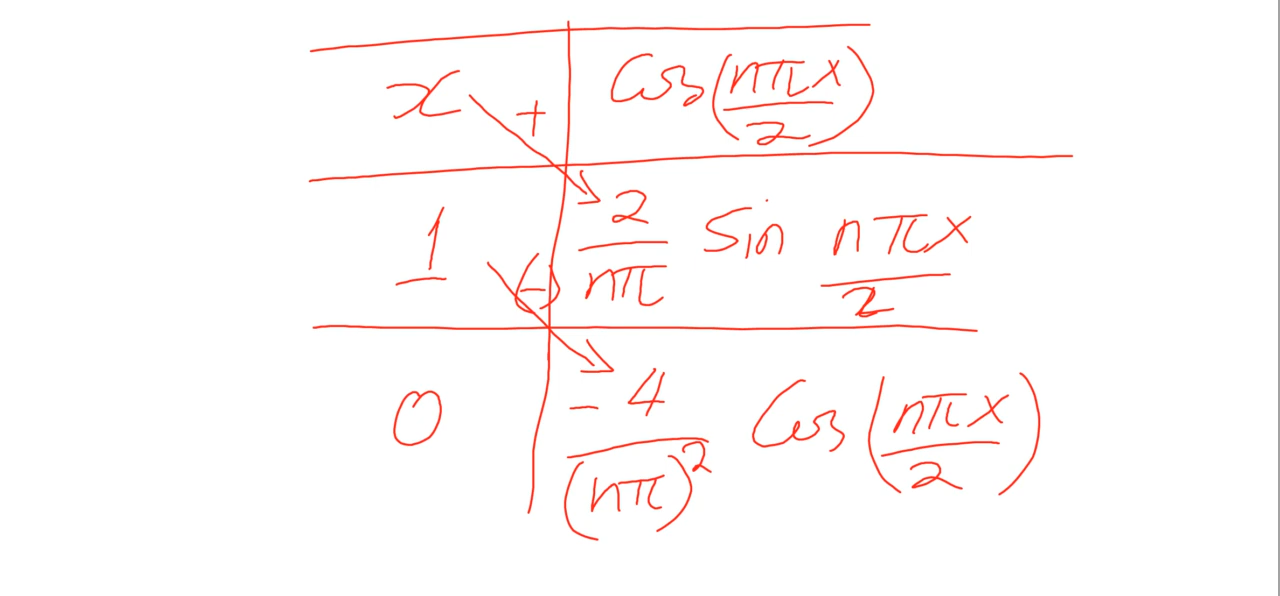 x + Cos(nπx/2)
1 (-) 2/nπ Sin nπx/2
0 -4/(nπ)² Cos(nπx/2)